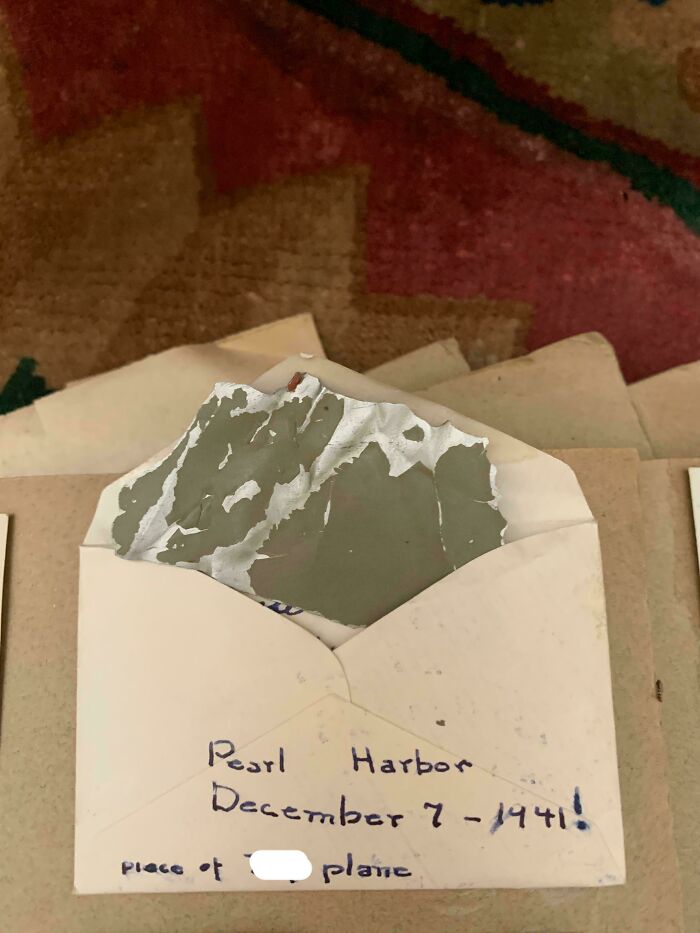 Pearl Harbor
December 7 - 1941!
piece of plane